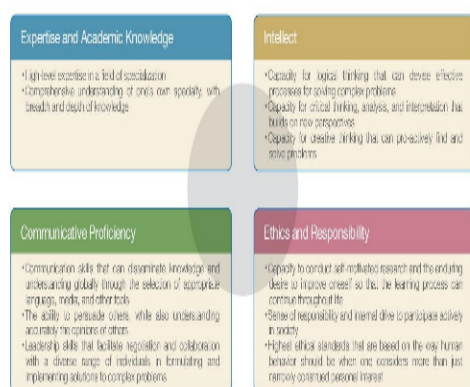 Expertise and Academic Knowledge
•High-level expertise in a field of specialization
•Comprehensive understanding of one's own specialty, with
breadth and depth of knowledge
Intellect
•Capacity for logical thinking that can devise effective
processes for solving complex problems
•Capacity for critical thinking, analysis, and interpretation that
builds on new perspectives
•Capacity for creative thinking that can pro-actively find and
solve problems
Communicative Proficiency
•Communication skills that can disseminate knowledge and
understanding globally through the selection of appropriate
language, media, and other tools
•The ability to persuade others, while also understanding
accurately the opinions of others
•Leadership skills that facilitate negotiation and collaboration
with a diverse range of individuals in formulating and
implementing solutions to complex problems
Ethics and Responsibility
•Capacity to conduct self-motivated research and the enduring
desire to improve oneself so that the learning process can
continue throughout life
•Sense of responsibility and internal drive to participate actively
in society
•Highest ethical standards that are based on the way human
behavior should be when one considers more than just
narrowly construed personal interest